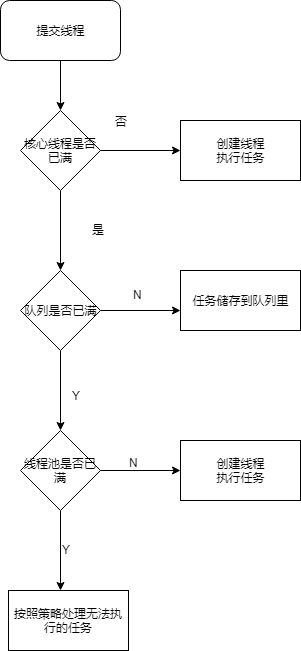 提交线程
否
核心线程是否
已满
创建线程
执行任务
是
N
队列是否已满
任务储存到队列里
Y
线程池是否已
满
N
创建线程
执行任务
Y
按照策略处理无法执
行的任务